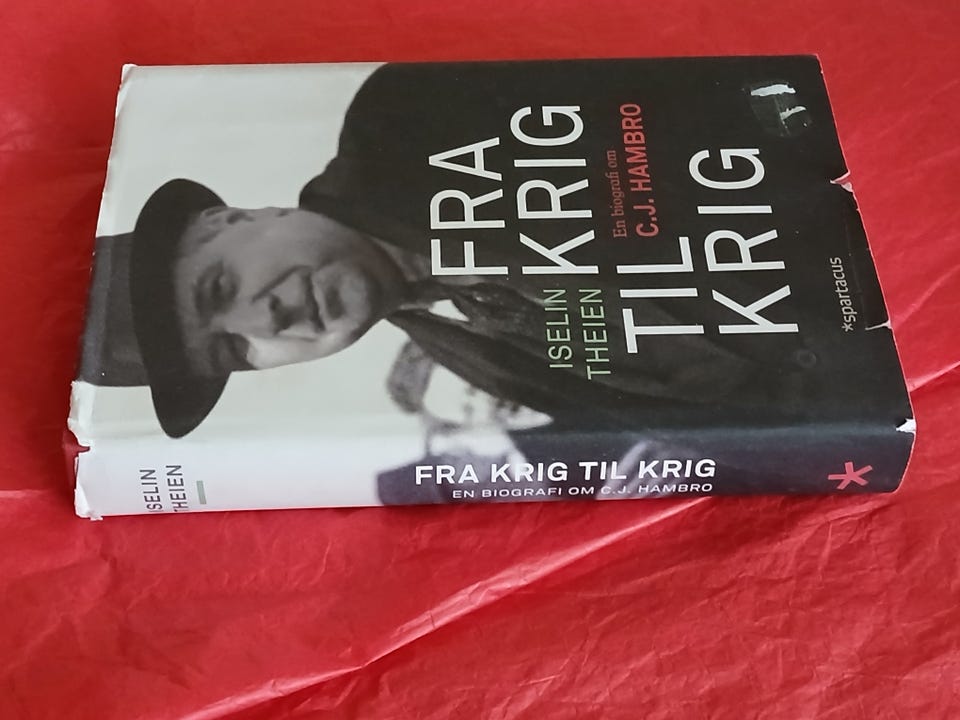 FRA
KRIG
En biografi om
C.J. HAMBRO
ISELIN
THEIEN
TIL
KRIG
*spartacus
ISELIN
THEIEN
FRA KRIG TIL KRIG
EN BIOGRAFI OM C.J. HAMBRO